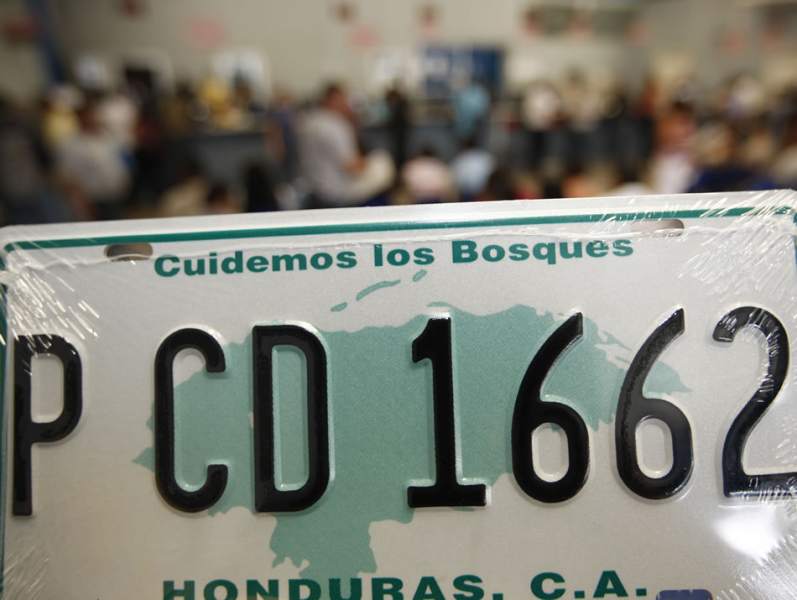 Cuidemos los Bosques
P CD 1662
HONDURAS, C.A.